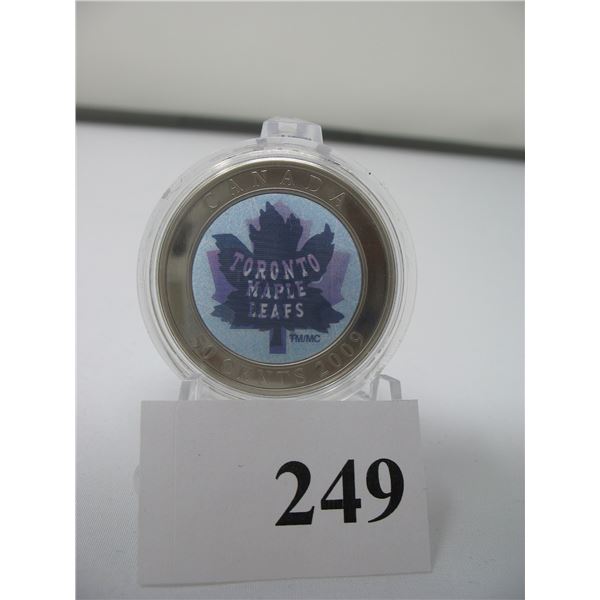 CANADA
TORONTO
MAPLE
LEAFS
TM/MC
50 CENTS 2009
249